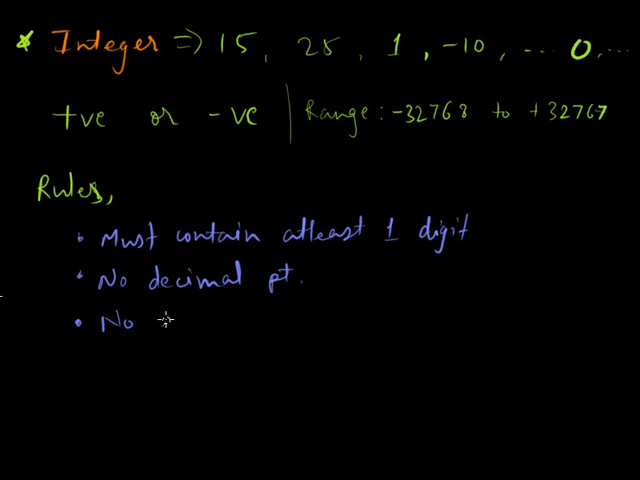 * Integer => 15, 25, 1, -10, .... 0, ...
+ve or -ve | Range: -32768 to +32767
Rules,
• Must contain atleast 1 digit
• No decimal pt.
• No